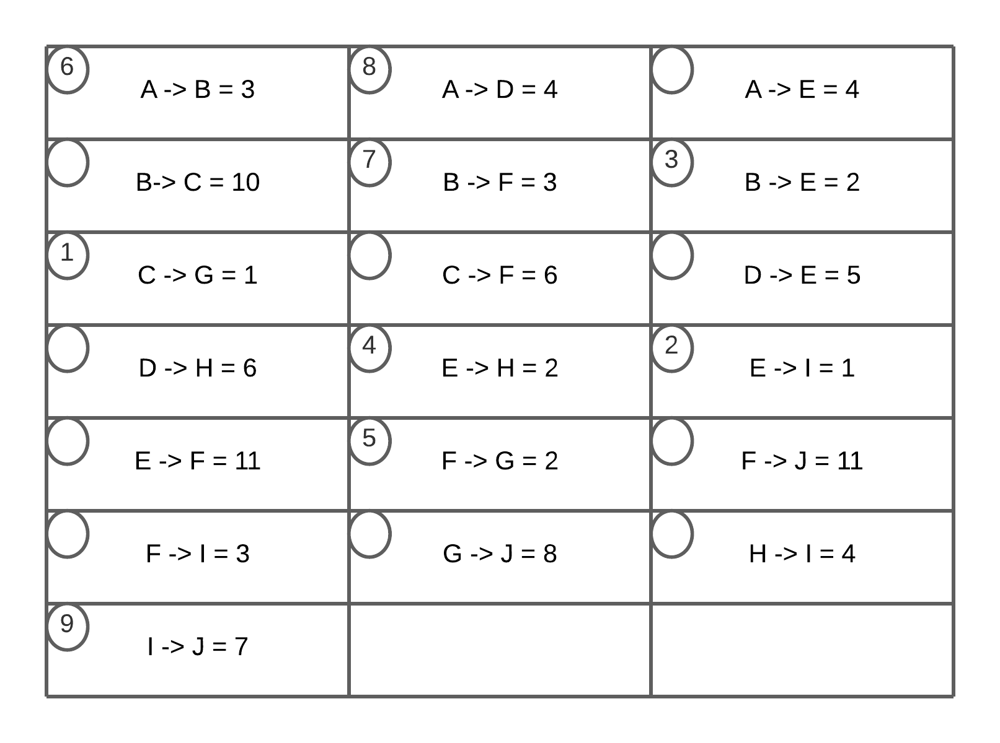 6
A -> B = 3
8
A -> D = 4
A -> E = 4
B-> C = 10
7
B -> F = 3
3
B -> E = 2
1
C -> G = 1
C -> F = 6
D -> E = 5
D -> H = 6
4
E -> H = 2
2
E -> I = 1
E -> F = 11
5
F -> G = 2
F -> J = 11
F -> I = 3
G -> J = 8
H -> I = 4
9
I -> J = 7